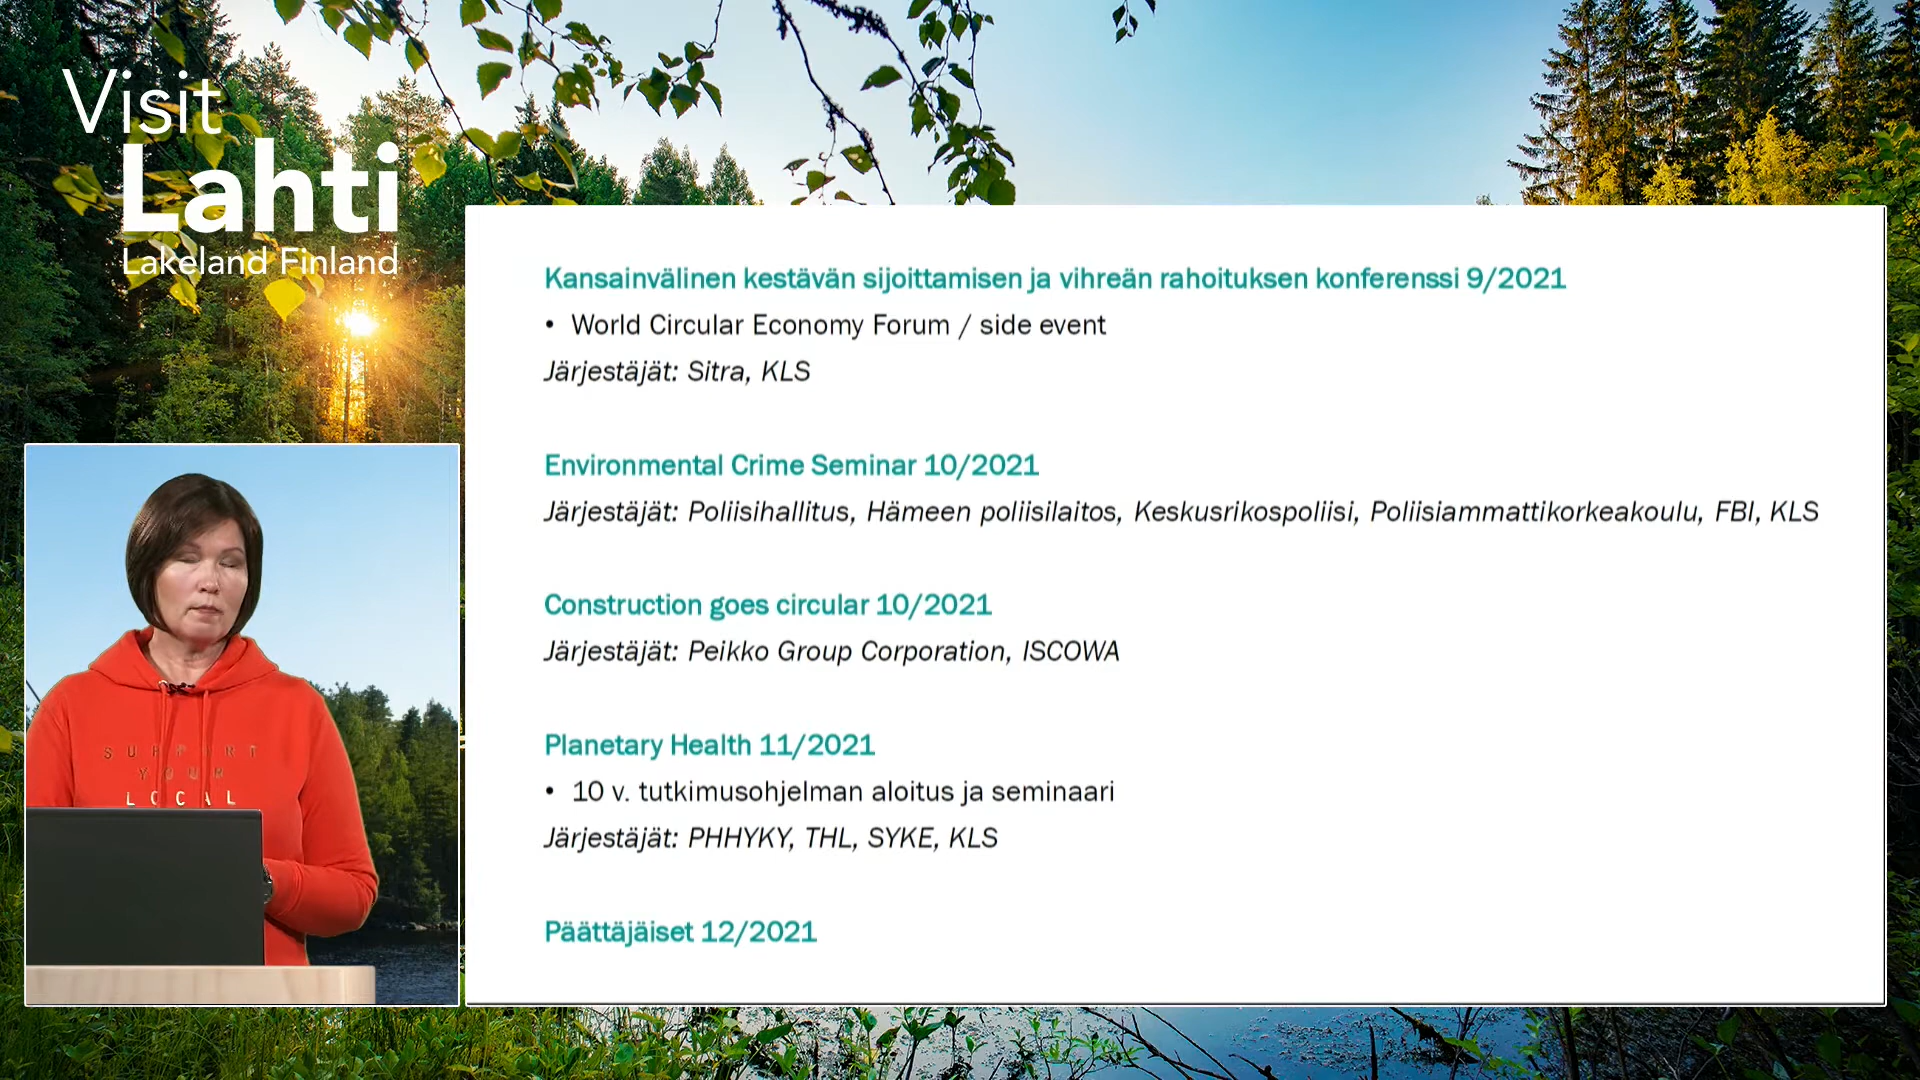 Visit
Lahti
Lakeland Finland
Kansainvälinen kestävän sijoittamisen ja vihreän rahoituksen konferenssi 9/2021
• World Circular Economy Forum / side event
Järjestäjät: Sitra, KLS
Environmental Crime Seminar 10/2021
Järjestäjät: Poliisihallitus, Hämeen poliisilaitos, Keskusrikospoliisi, Poliisiammattikorkeakoulu, FBI, KLS
Construction goes circular 10/2021
Järjestäjät: Peikko Group Corporation, ISCOWA
Planetary Health 11/2021
• 10 v. tutkimusohjelman aloitus ja seminaari
Järjestäjät: PHHYKY, THL, SYKE, KLS
Päättäjäiset 12/2021
SUPPORT
YOUR
LOCAL